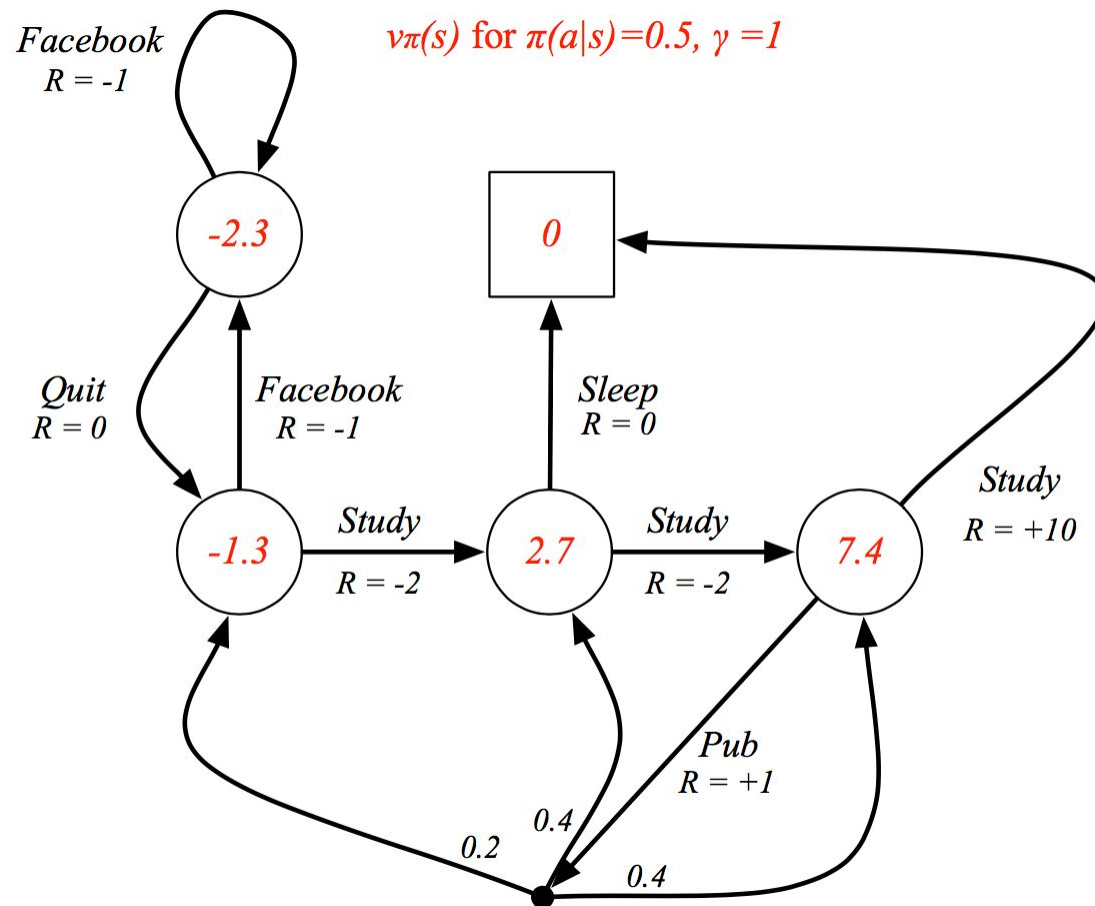 Facebook
R = -1
vπ(s) for π(a|s)=0.5, γ =1
-2.3
0
Quit
R = 0
Facebook
R = -1
Sleep
R = 0
Study
R = +10
-1.3
Study
R = -2
2.7
Study
R = -2
7.4
Pub
R = +1
0.4
0.2
0.4